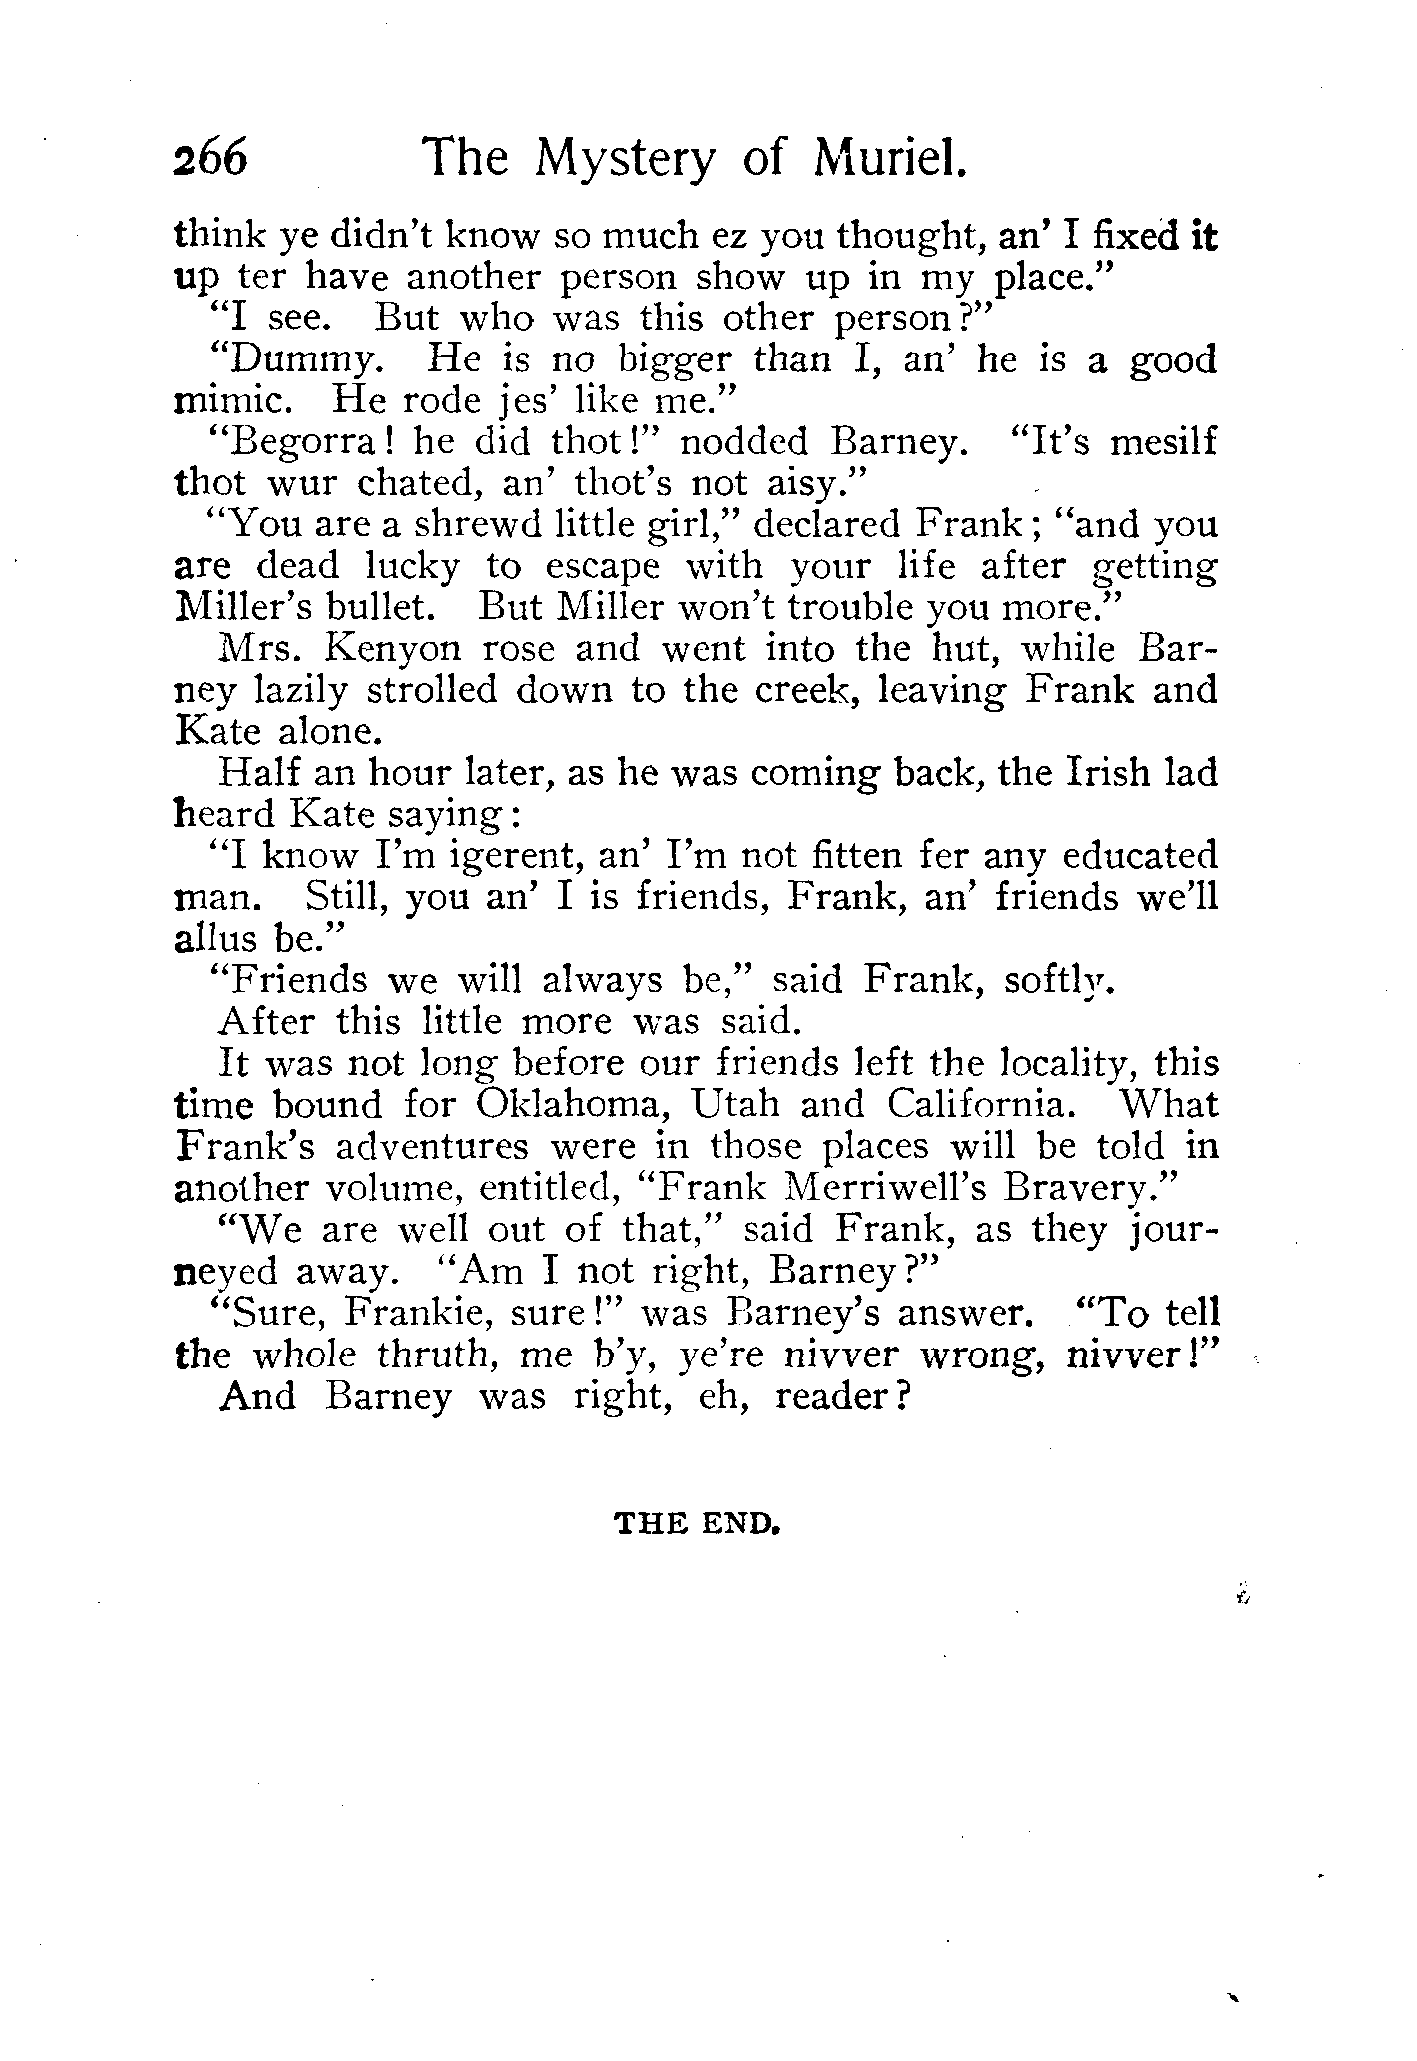 266 The Mystery of Muriel.
think ye didn't know so much ez you thought, an' I fixed it
up ter have another person show up in my place."
"I see. But who was this other person?"
"Dummy. He is no bigger than I, an' he is a good
mimic. He rode jes' like me."
"Begorra! he did thot!" nodded Barney. "It's mesilf
thot wur chated, an' thot's not aisy."
"You are a shrewd little girl," declared Frank; "and you
are dead lucky to escape with your life after getting
Miller's bullet. But Miller won't trouble you more."
Mrs. Kenyon rose and went into the hut, while Bar-
ney lazily strolled down to the creek, leaving Frank and
Kate alone.
Half an hour later, as he was coming back, the Irish lad
heard Kate saying:
"I know I'm igerent, an' I'm not fitten fer any educated
man. Still, you an' I is friends, Frank, an' friends we'll
allus be."
"Friends we will always be," said Frank, softly.
After this little more was said.
It was not long before our friends left the locality, this
time bound for Oklahoma, Utah and California. What
Frank's adventures were in those places will be told in
another volume, entitled, "Frank Merriwell's Bravery."
"We are well out of that," said Frank, as they jour-
neyed away. "Am I not right, Barney?"
"Sure, Frankie, sure!" was Barney's answer. "To tell
the whole thruth, me b'y, ye're nivver wrong, nivver!"
And Barney was right, eh, reader?
THE END.